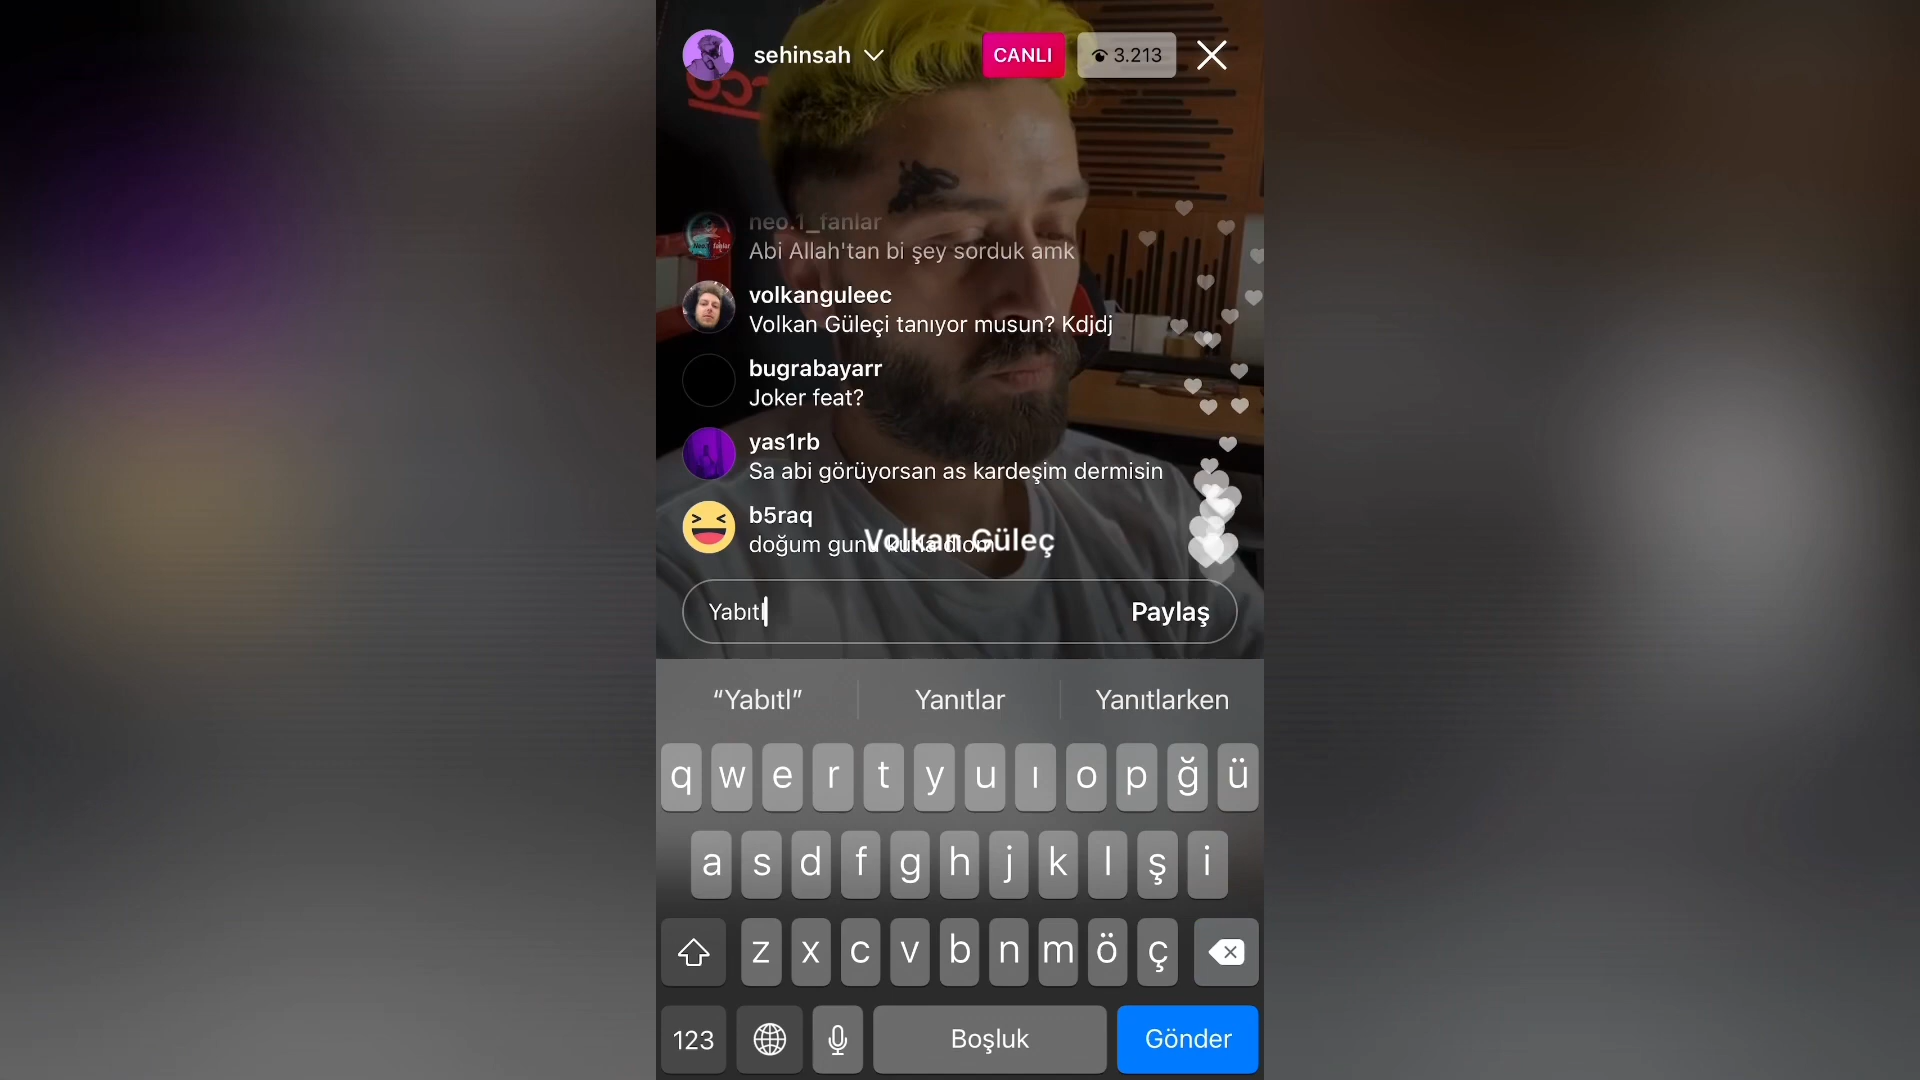 sehinsah
CANLI
3.213
neo.1_fanlar
Abi Allah'tan bi şey sorduk amk
volkanguleec
Volkan Güleçi tanıyor musun? Kdjdj
bugrabayarr
Joker feat?
yas1rb
Sa abi görüyorsan as kardeşim dermisin
b5raq
doğum gunu kutla diom
Volkan Güleç
Yabıtl
Paylaş
“Yabıtl” Yanıtlar Yanıtlarken
q w e r t y u ı o p ğ ü
a s d f g h j k l ş i
z x c v b n m ö ç
123 Boşluk Gönder